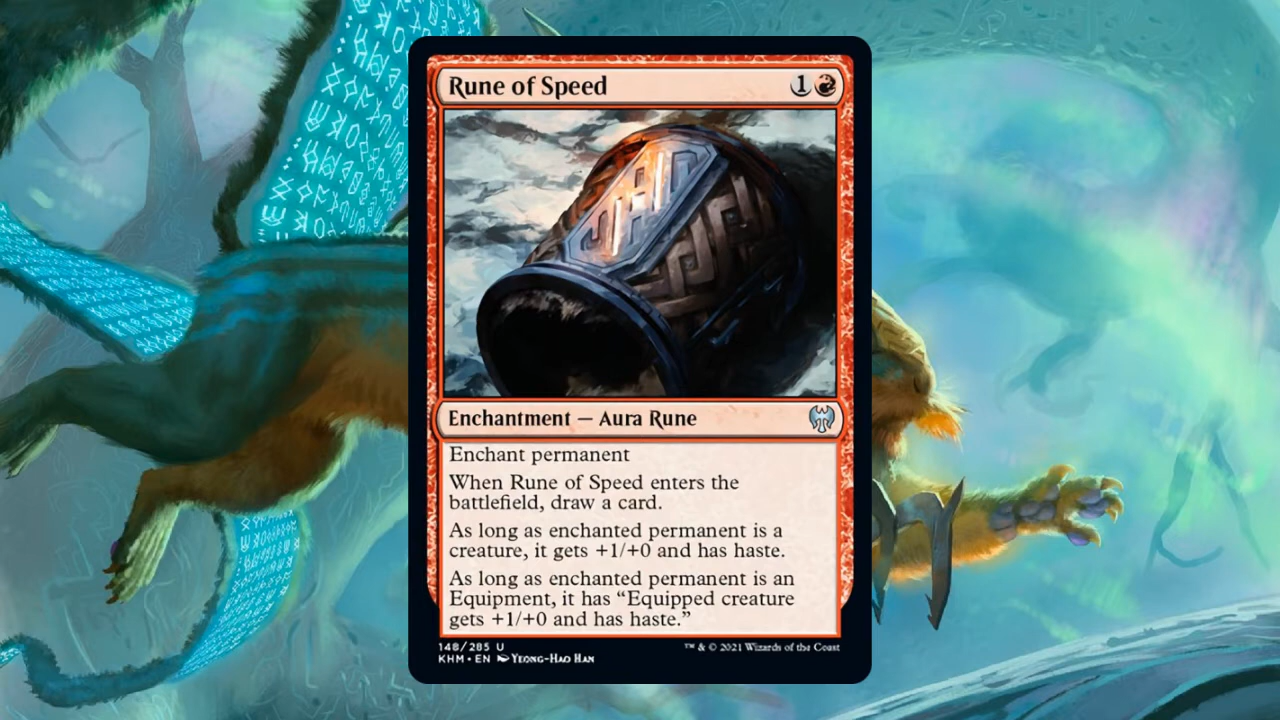 Rune of Speed 1
Enchantment — Aura Rune
Enchant permanent
When Rune of Speed enters the
battlefield, draw a card.
As long as enchanted permanent is a
creature, it gets +1/+0 and has haste.
As long as enchanted permanent is an
Equipment, it has “Equipped creature
gets +1/+0 and has haste.”
148/285 U
™ & © 2021 Wizards of the Coast
KHM • EN Yeong-Hao Han